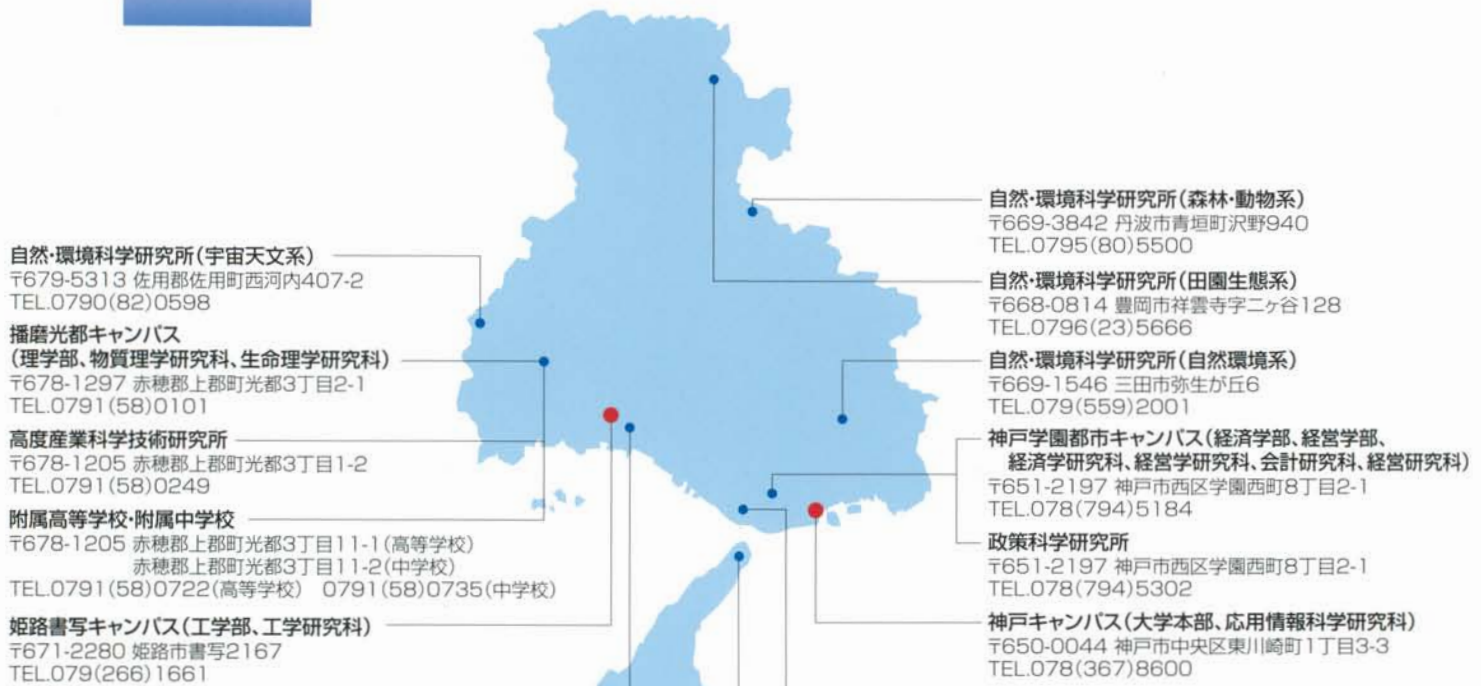 自然・環境科学研究所(宇宙天文系)
〒679-5313 佐用郡佐用町西河内407-2
TEL.0790(82)0598
播磨光都キャンパス
(理学部、物質理学研究科、生命理学研究科)
〒678-1297 赤穂郡上郡町光都3丁目2-1
TEL.0791(58)0101
高度産業科学技術研究所
〒678-1205 赤穂郡上郡町光都3丁目1-2
TEL.0791(58)0249
附属高等学校・附属中学校
〒678-1205 赤穂郡上郡町光都3丁目11-1(高等学校)
赤穂郡上郡町光都3丁目11-2(中学校)
TEL.0791(58)0722(高等学校) 0791(58)0735(中学校)
姫路書写キャンパス(工学部、工学研究科)
〒671-2280 姫路市書写2167
TEL.079(266)1661
自然・環境科学研究所(森林・動物系)
〒669-3842 丹波市青垣町沢野940
TEL.0795(80)5500
自然・環境科学研究所(田園生態系)
〒668-0814 豊岡市祥雲寺字二ヶ谷128
TEL.0796(23)5666
自然・環境科学研究所(自然環境系)
〒669-1546 三田市弥生が丘6
TEL.079(559)2001
神戸学園都市キャンパス(経済学部、経営学部、
経済学研究科、経営学研究科、会計研究科、経営研究科)
〒651-2197 神戸市西区学園西町8丁目2-1
TEL.078(794)5184
政策科学研究所
〒651-2197 神戸市西区学園西町8丁目2-1
TEL.078(794)5302
神戸キャンパス(大学本部、応用情報科学研究科)
〒650-0044 神戸市中央区東川崎町1丁目3-3
TEL.078(367)8600